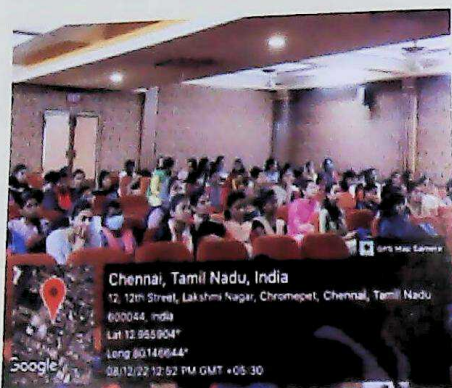 GPS Map Camera
Chennai, Tamil Nadu, India
12, 12th Street, Lakshmi Nagar, Chromepet, Chennai, Tamil Nadu
600044, India
Lat 12.955904°
Long 80.146644°
08/12/22 12:52 PM GMT +05:30
Google